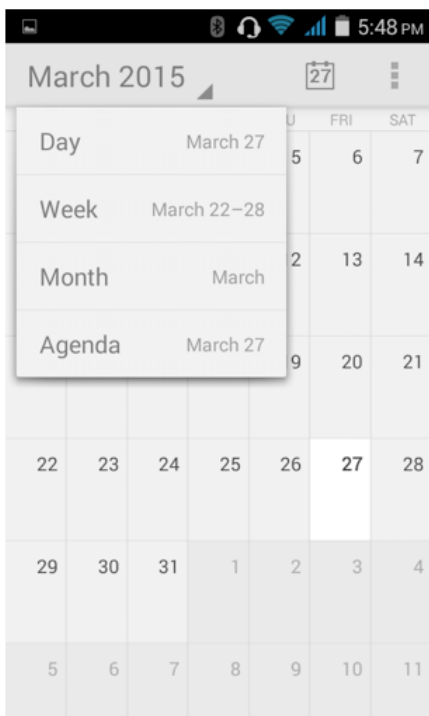 5:48 PM
March 2015 27
U FRI SAT
Day March 27
5 6 7
Week March 22–28
2 13 14
Month March
Agenda March 27
9 20 21
22 23 24 25 26 27 28
29 30 31 1 2 3 4
5 6 7 8 9 10 11